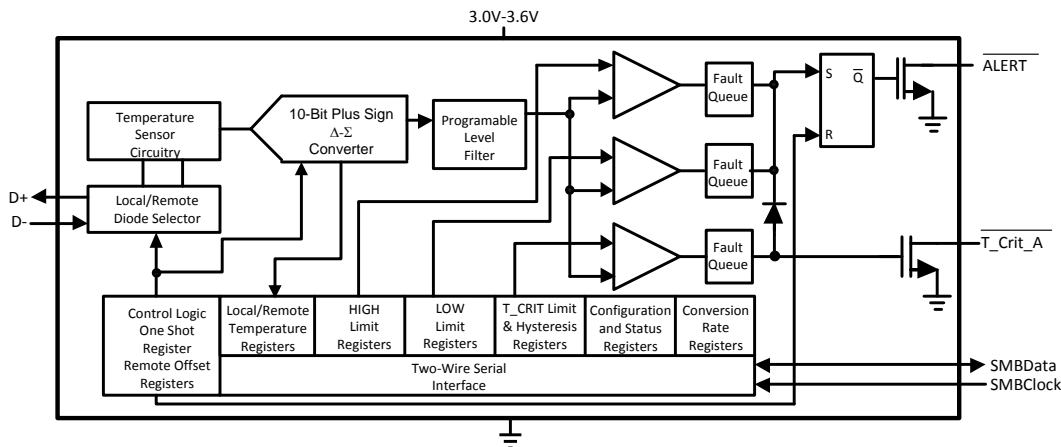 3.0V-3.6V
Temperature
Sensor
Circuitry
10-Bit Plus Sign
Δ-Σ
Converter
Programable
Level
Filter
Fault
Queue
Fault
Queue
Fault
Queue
S
Q̅
R
ALERT
D+
D-
Local/Remote
Diode Selector
T_Crit_A
Control Logic
One Shot
Register
Remote Offset
Registers
Local/Remote
Temperature
Registers
HIGH
Limit
Registers
LOW
Limit
Registers
T_CRIT Limit
& Hysteresis
Registers
Configuration
and Status
Registers
Conversion
Rate
Registers
Two-Wire Serial
Interface
SMBData
SMBClock